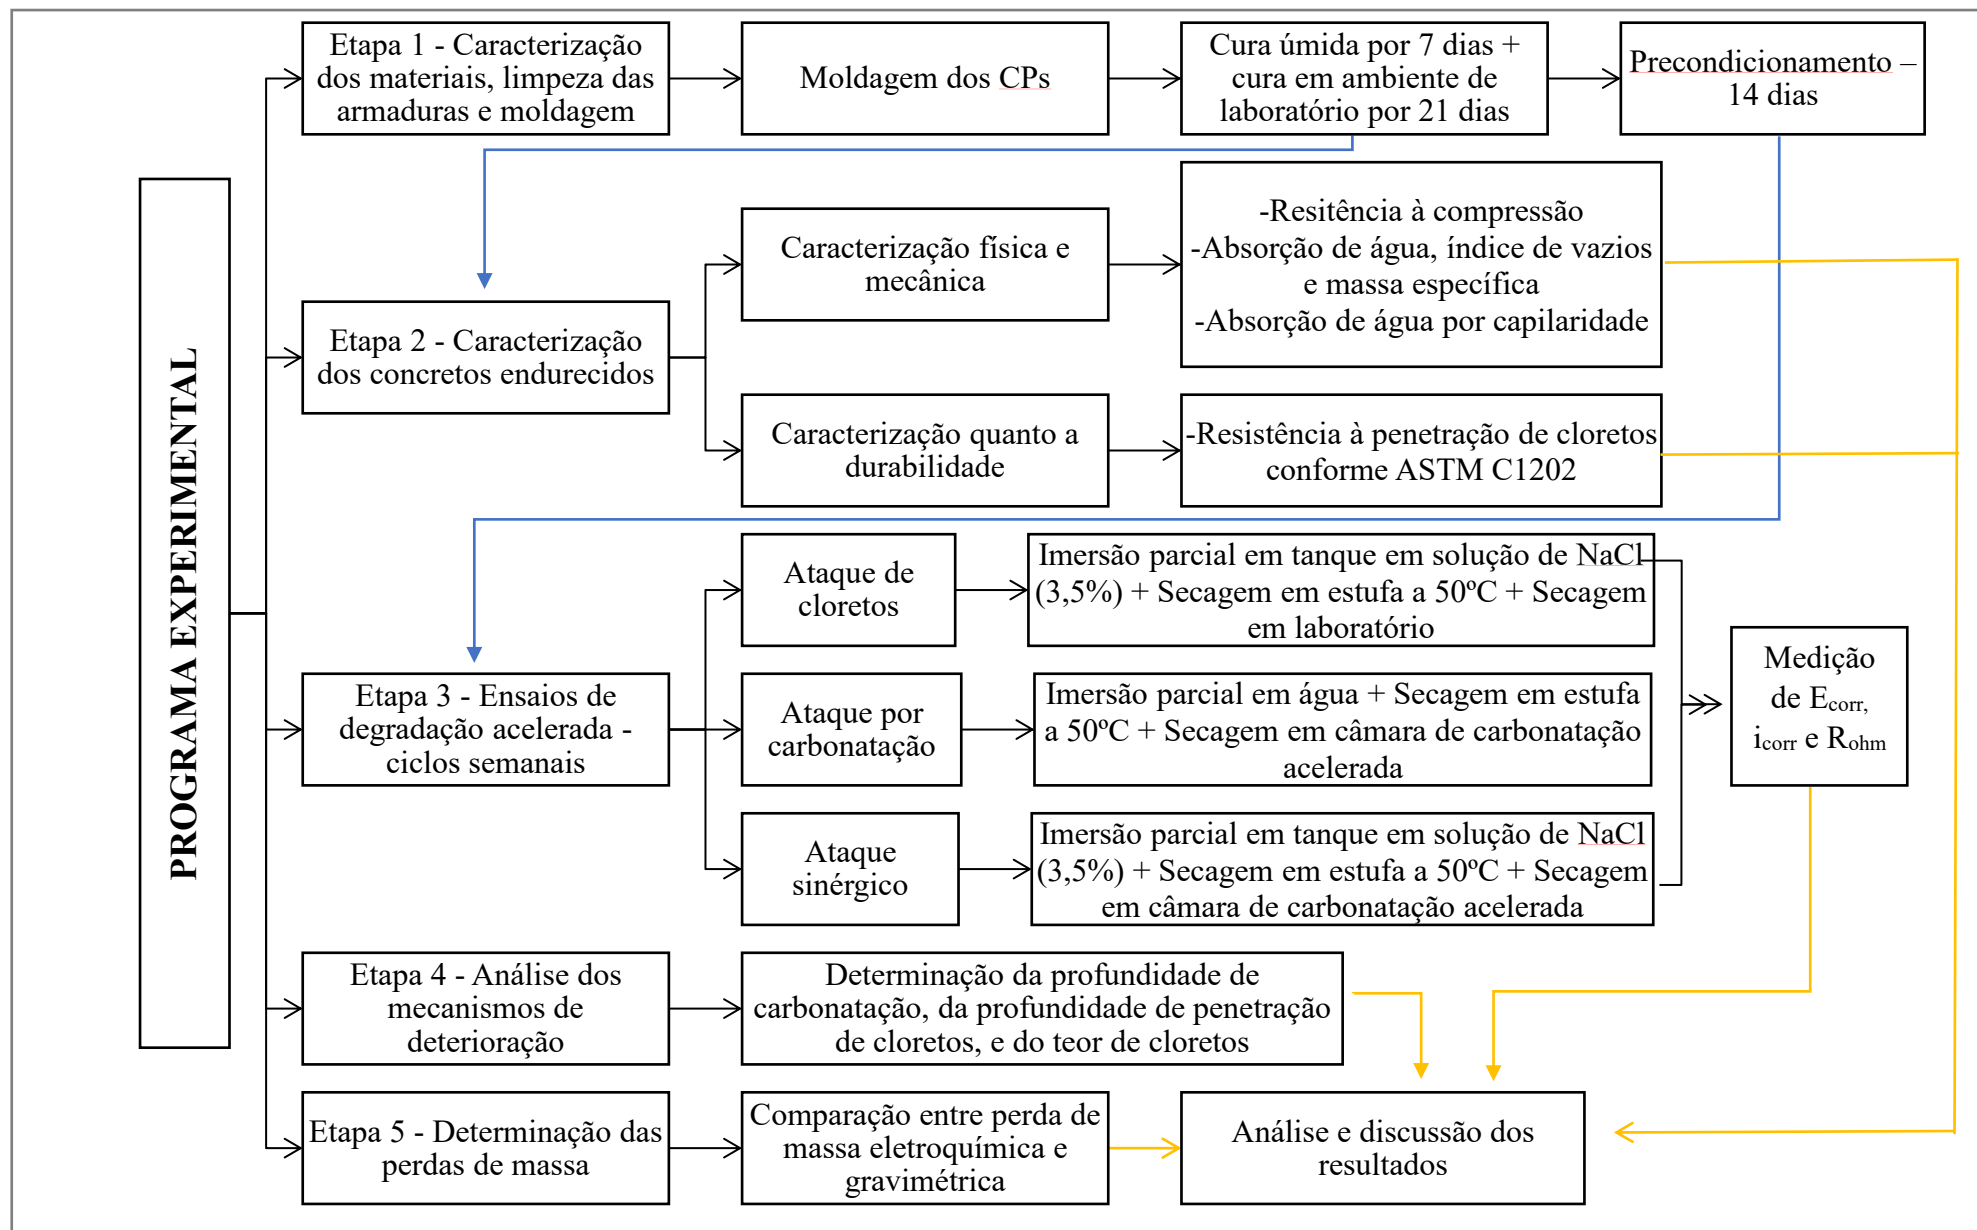 PROGRAMA EXPERIMENTAL
Etapa 1 - Caracterização
dos materiais, limpeza das
armaduras e moldagem
Moldagem dos CPs
Cura úmida por 7 dias +
cura em ambiente de
laboratório por 21 dias
Precondicionamento –
14 dias
Etapa 2 - Caracterização
dos concretos endurecidos
Caracterização física e
mecânica
-Resitência à compressão
-Absorção de água, índice de vazios
e massa específica
-Absorção de água por capilaridade
Caracterização quanto a
durabilidade
-Resistência à penetração de cloretos
conforme ASTM C1202
Etapa 3 - Ensaios de
degradação acelerada -
ciclos semanais
Ataque de
cloretos
Imersão parcial em tanque em solução de NaCl
(3,5%) + Secagem em estufa a 50ºC + Secagem
em laboratório
Ataque por
carbonatação
Imersão parcial em água + Secagem em estufa
a 50ºC + Secagem em câmara de carbonatação
acelerada
Ataque
sinérgico
Imersão parcial em tanque em solução de NaCl
(3,5%) + Secagem em estufa a 50ºC + Secagem
em câmara de carbonatação acelerada
Medição
de Ecorr,
icorr e Rohm
Etapa 4 - Análise dos
mecanismos de
deterioração
Determinação da profundidade de
carbonatação, da profundidade de penetração
de cloretos, e do teor de cloretos
Etapa 5 - Determinação das
perdas de massa
Comparação entre perda de
massa eletroquímica e
gravimétrica
Análise e discussão dos
resultados